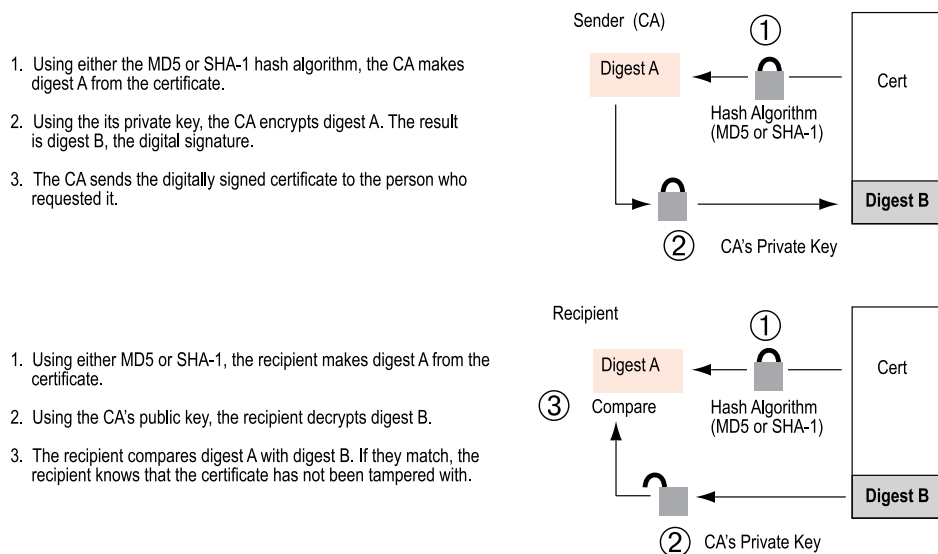 1. Using either the MD5 or SHA-1 hash algorithm, the CA makes
digest A from the certificate.
2. Using the its private key, the CA encrypts digest A. The result
is digest B, the digital signature.
3. The CA sends the digitally signed certificate to the person who
requested it.
Sender (CA)
1
Digest A
Cert
Hash Algorithm
(MD5 or SHA-1)
Digest B
2 CA's Private Key
1. Using either MD5 or SHA-1, the recipient makes digest A from the
certificate.
2. Using the CA's public key, the recipient decrypts digest B.
3. The recipient compares digest A with digest B. If they match, the
recipient knows that the certificate has not been tampered with.
Recipient
1
Digest A
Cert
3 Compare
Hash Algorithm
(MD5 or SHA-1)
Digest B
2 CA's Private Key